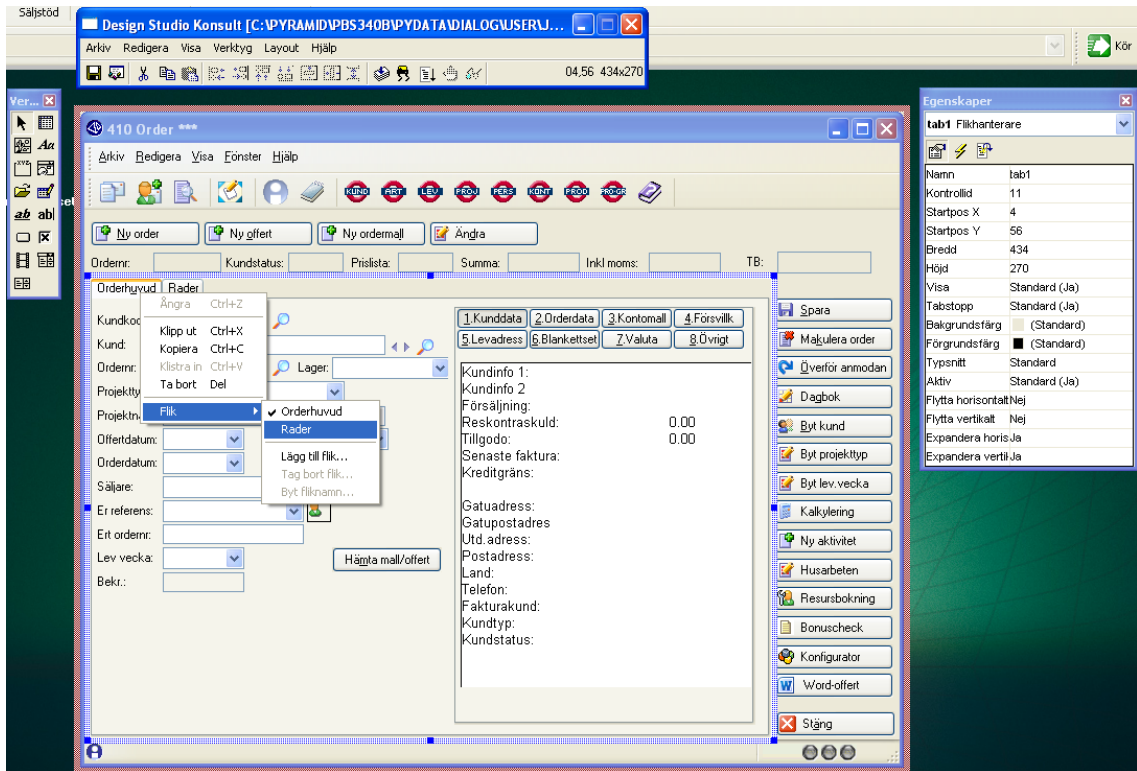 Säljstöd
Design Studio Konsult [C:\PYRAMID\PBS340B\PYDATA\DIALOG\USER\J...
Arkiv Redigera Visa Verktyg Layout Hjälp
04,56 434x270
Kör
Ver...
Aa
XYZ
ab ab
410 Order ***
Arkiv Redigera Visa Fönster Hjälp
KUND ART LEV PROJ PERS KONT PROD PRO-GR
Ny order Ny offert Ny ordermall Ändra
Ordernr: Kundstatus: Prislista: Summa: Inkl moms: TB:
Orderhuvud Rader
Kundkod
Kund:
Ordernr: Lager:
Projektty
Projektn
Offertdatum:
Orderdatum:
Säljare:
Er referens:
Ert ordernr:
Lev vecka:
Bekr.:
Hämta mall/offert
Ångra Ctrl+Z
Klipp ut Ctrl+X
Kopiera Ctrl+C
Klistra in Ctrl+V
Ta bort Del
Flik
Orderhuvud
Rader
Lägg till flik...
Tag bort flik...
Byt fliknamn...
1.Kunddata 2.Orderdata 3.Kontomall 4.Försvillk
5.Levadress 6.Blankettset 7.Valuta 8.Övrigt
Kundinfo 1:
Kundinfo 2
Försäljning:
Reskontraskuld: 0.00
Tillgodo: 0.00
Senaste faktura:
Kreditgräns:
Gatuadress:
Gatupostadres
Utd.adress:
Postadress:
Land:
Telefon:
Fakturakund:
Kundtyp:
Kundstatus:
Spara
Makulera order
Överför anmodan
Dagbok
Byt kund
Byt projekttyp
Byt lev.vecka
Kalkylering
Ny aktivitet
Husarbeten
Resursbokning
Bonuscheck
Konfigurator
Word-offert
Stäng
Egenskaper
tab1 Flikhanterare
Namn tab1
Kontrollid 11
Startpos X 4
Startpos Y 56
Bredd 434
Höjd 270
Visa Standard (Ja)
Tabstopp Standard (Ja)
Bakgrundsfärg (Standard)
Förgrundsfärg (Standard)
Typsnitt Standard
Aktiv Standard (Ja)
Flytta horisontalt Nej
Flytta vertikalt Nej
Expandera horis Ja
Expandera verti Ja